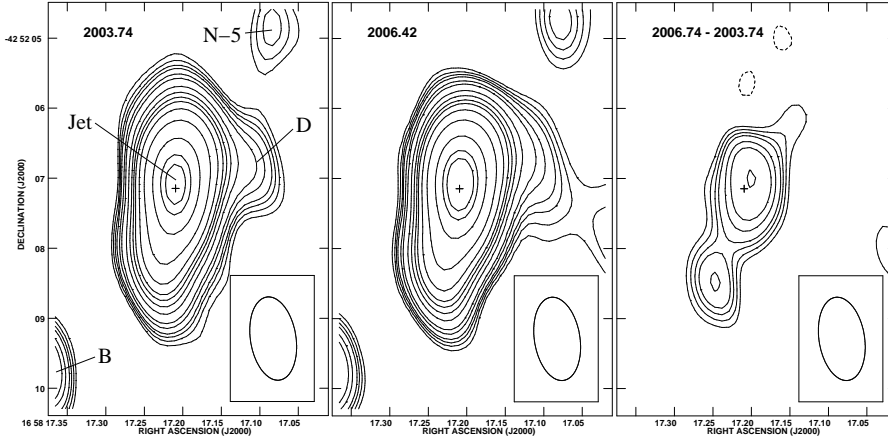 2003.74
N–5
2006.42
2006.74 - 2003.74
-42 52 05
06
07
08
09
10
Jet
D
B
DECLINATION (J2000)
16 58 17.35 17.30 17.25 17.20 17.15 17.10 17.05
RIGHT ASCENSION (J2000)
17.35 17.30 17.25 17.20 17.15 17.10 17.05
RIGHT ASCENSION (J2000)
17.30 17.25 17.20 17.15 17.10 17.05
RIGHT ASCENSION (J2000)